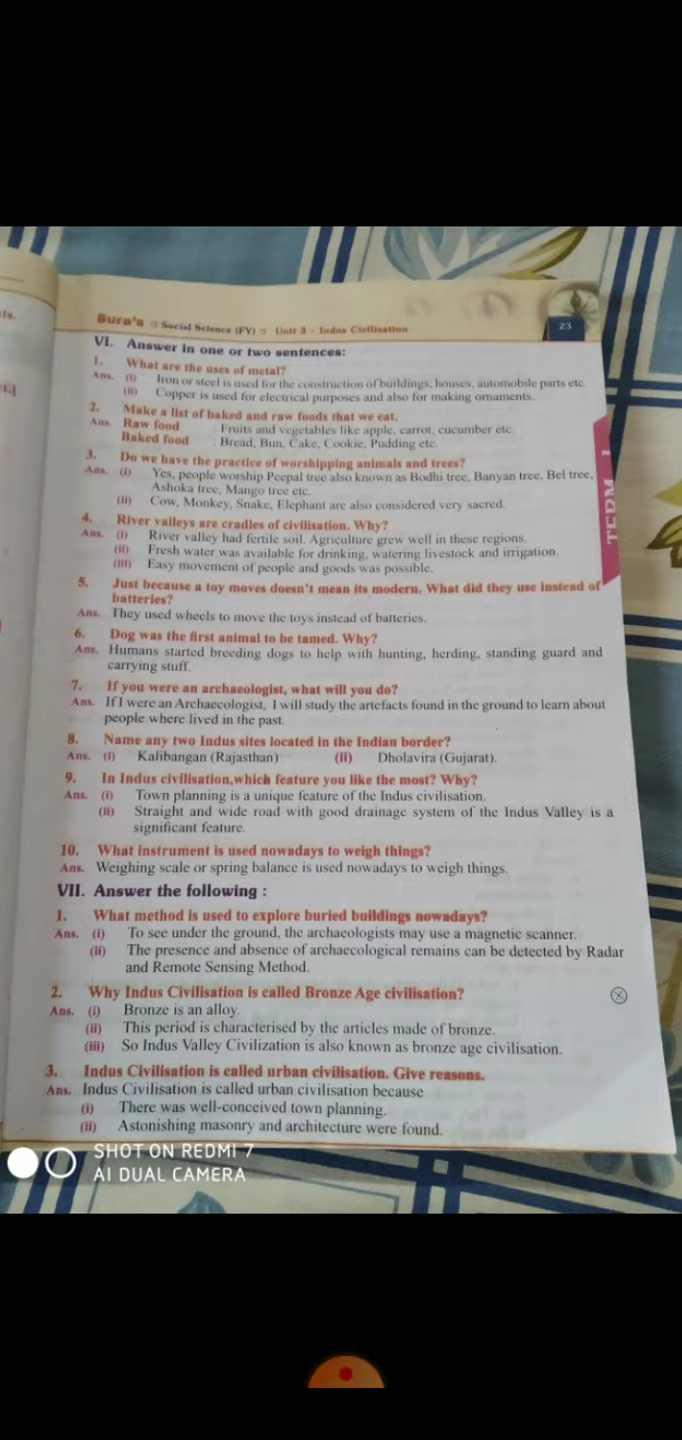 Sura's ❍ Social Science (FY) ❍ Unit 3 - Indus Civilisation
23
VI. Answer in one or two sentences:
1. What are the uses of metal?
Ans. (i) Iron or steel is used for the construction of buildings, houses, automobile parts etc.
(ii) Copper is used for electrical purposes and also for making ornaments.
2. Make a list of baked and raw foods that we eat.
Ans. Raw food : Fruits and vegetables like apple, carrot, cucumber etc
Baked food : Bread, Bun, Cake, Cookie, Pudding etc.
3. Do we have the practice of worshipping animals and trees?
Ans. (i) Yes, people worship Peepal tree also known as Bodhi tree, Banyan tree, Bel tree,
Ashoka tree, Mango tree etc.
(ii) Cow, Monkey, Snake, Elephant are also considered very sacred.
4. River valleys are cradles of civilisation. Why?
Ans. (i) River valley had fertile soil. Agriculture grew well in these regions.
(ii) Fresh water was available for drinking, watering livestock and irrigation.
(iii) Easy movement of people and goods was possible.
5. Just because a toy moves doesn't mean its modern. What did they use instead of
batteries?
Ans. They used wheels to move the toys instead of batteries.
6. Dog was the first animal to be tamed. Why?
Ans. Humans started breeding dogs to help with hunting, herding, standing guard and
carrying stuff.
7. If you were an archaeologist, what will you do?
Ans. If I were an Archaecologist, I will study the artefacts found in the ground to learn about
people where lived in the past.
8. Name any two Indus sites located in the Indian border?
Ans. (i) Kalibangan (Rajasthan) (ii) Dholavira (Gujarat).
9. In Indus civilisation,which feature you like the most? Why?
Ans. (i) Town planning is a unique feature of the Indus civilisation.
(ii) Straight and wide road with good drainage system of the Indus Valley is a
significant feature.
10. What instrument is used nowadays to weigh things?
Ans. Weighing scale or spring balance is used nowadays to weigh things.
VII. Answer the following :
1. What method is used to explore buried buildings nowadays?
Ans. (i) To see under the ground, the archaeologists may use a magnetic scanner.
(ii) The presence and absence of archaecological remains can be detected by Radar
and Remote Sensing Method.
2. Why Indus Civilisation is called Bronze Age civilisation?
Ans. (i) Bronze is an alloy.
(ii) This period is characterised by the articles made of bronze.
(iii) So Indus Valley Civilization is also known as bronze age civilisation.
3. Indus Civilisation is called urban civilisation. Give reasons.
Ans. Indus Civilisation is called urban civilisation because
(i) There was well-conceived town planning.
(ii) Astonishing masonry and architecture were found.
TERM I
SHOT ON REDMI 7
AI DUAL CAMERA